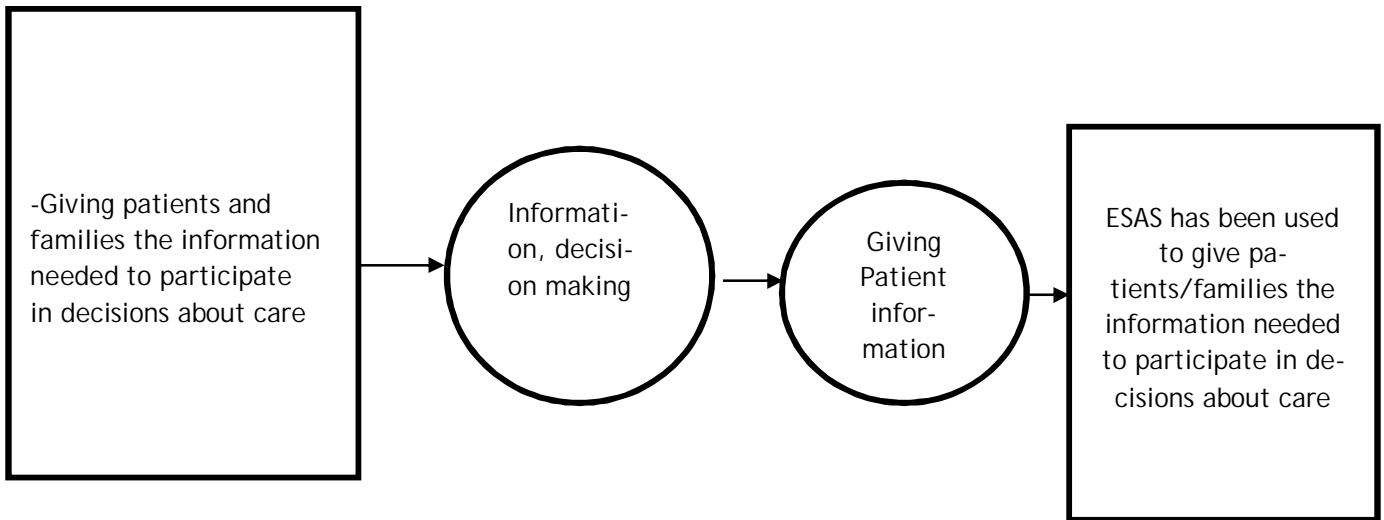 -Giving patients and
families the information
needed to participate
in decisions about care
Informati-
on, decisi-
on making
Giving
Patient
infor-
mation
ESAS has been used
to give pa-
tients/families the
information needed
to participate in de-
cisions about care